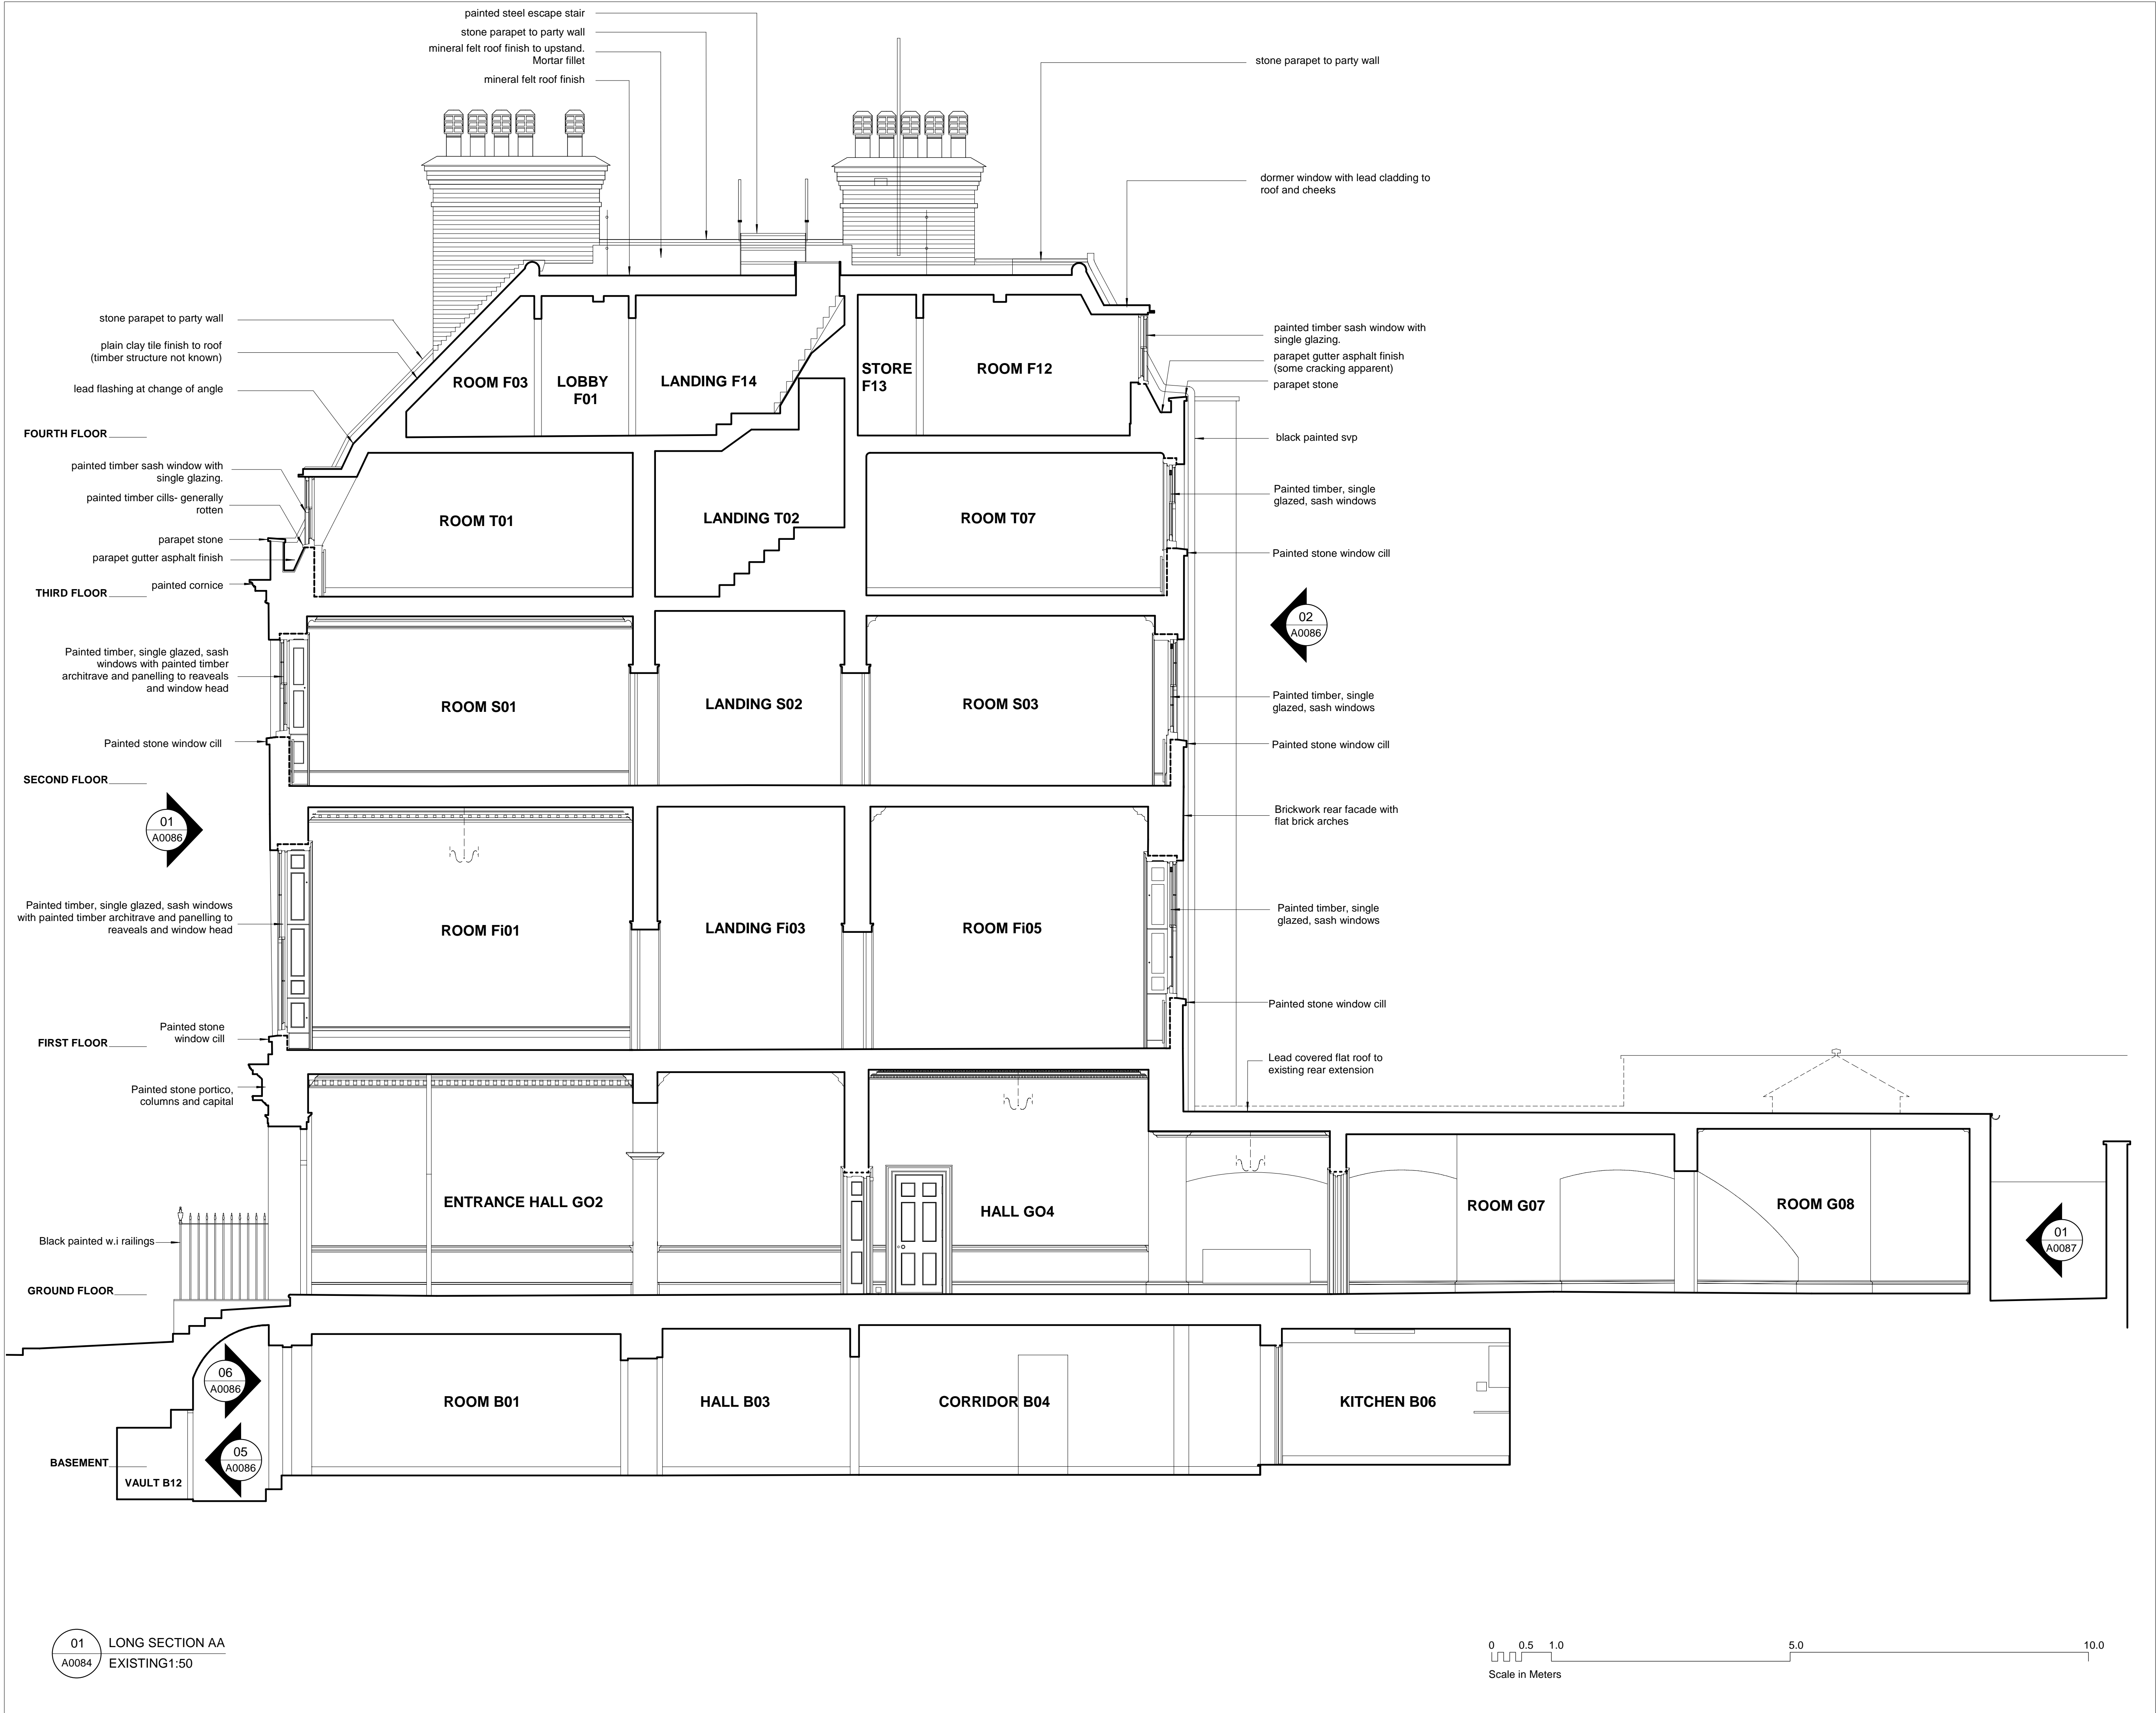 painted steel escape stair
stone parapet to party wall
mineral felt roof finish to upstand.
Mortar fillet
mineral felt roof finish
stone parapet to party wall
dormer window with lead cladding to
roof and cheeks
stone parapet to party wall
plain clay tile finish to roof
(timber structure not known)
lead flashing at change of angle
FOURTH FLOOR
painted timber sash window with
single glazing.
painted timber cills- generally
rotten
parapet stone
parapet gutter asphalt finish
painted cornice
THIRD FLOOR
Painted timber, single glazed, sash
windows with painted timber
architrave and panelling to reaveals
and window head
Painted stone window cill
SECOND FLOOR
01
A0086
Painted timber, single glazed, sash windows
with painted timber architrave and panelling to
reaveals and window head
Painted stone
window cill
FIRST FLOOR
Painted stone portico,
columns and capital
Black painted w.i railings
GROUND FLOOR
06
A0086
05
A0086
BASEMENT
VAULT B12
ROOM F03
LOBBY
F01
LANDING F14
STORE
F13
ROOM F12
ROOM T01
LANDING T02
ROOM T07
ROOM S01
LANDING S02
ROOM S03
ROOM Fi01
LANDING Fi03
ROOM Fi05
ENTRANCE HALL GO2
HALL GO4
ROOM G07
ROOM G08
ROOM B01
HALL B03
CORRIDOR B04
KITCHEN B06
painted timber sash window with
single glazing.
parapet gutter asphalt finish
(some cracking apparent)
parapet stone
black painted svp
Painted timber, single
glazed, sash windows
Painted stone window cill
02
A0086
Painted timber, single
glazed, sash windows
Painted stone window cill
Brickwork rear facade with
flat brick arches
Painted timber, single
glazed, sash windows
Painted stone window cill
Lead covered flat roof to
existing rear extension
01
A0087
01
A0084
LONG SECTION AA
EXISTING1:50
0 0.5 1.0 5.0 10.0
Scale in Meters